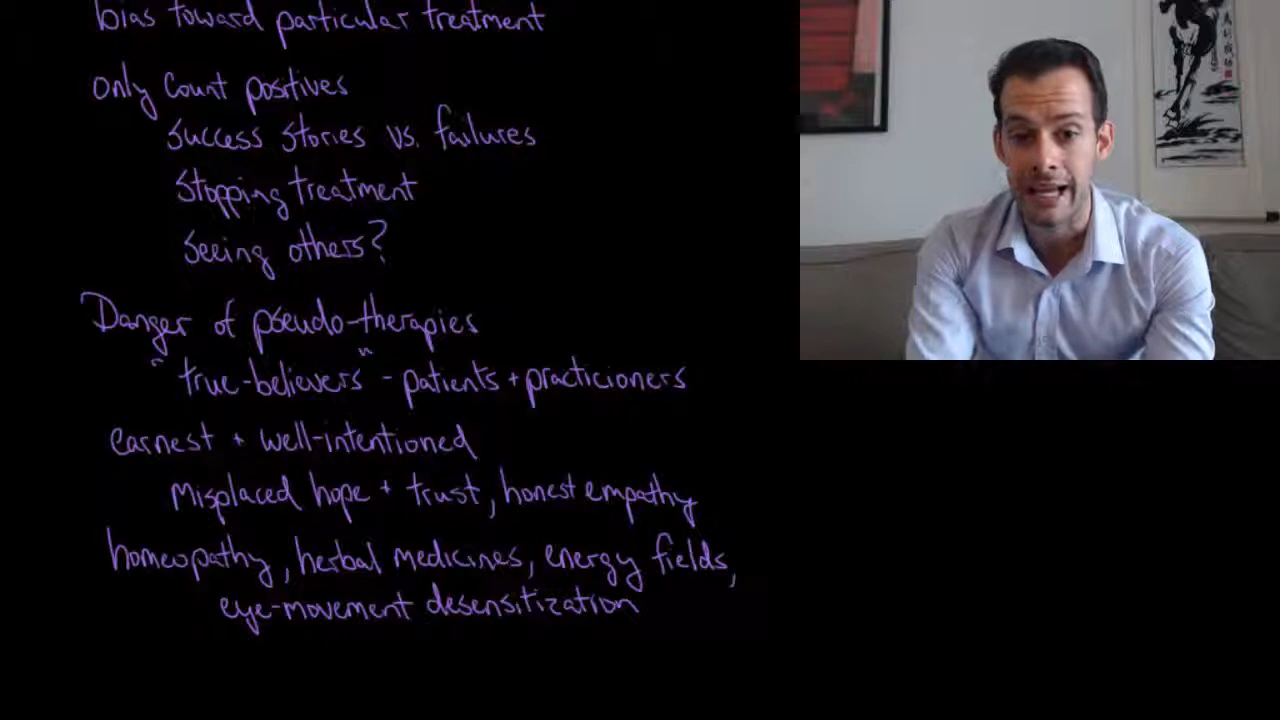 bias toward particular treatment
Only Count positives
Success Stories vs. failures
Stopping treatment
Seeing others?
Danger of pseudo-therapies
"true-believers" - patients + practicioners
earnest + well-intentioned
Misplaced hope + trust, honest empathy
homeopathy, herbal medicines, energy fields,
eye-movement desensitization